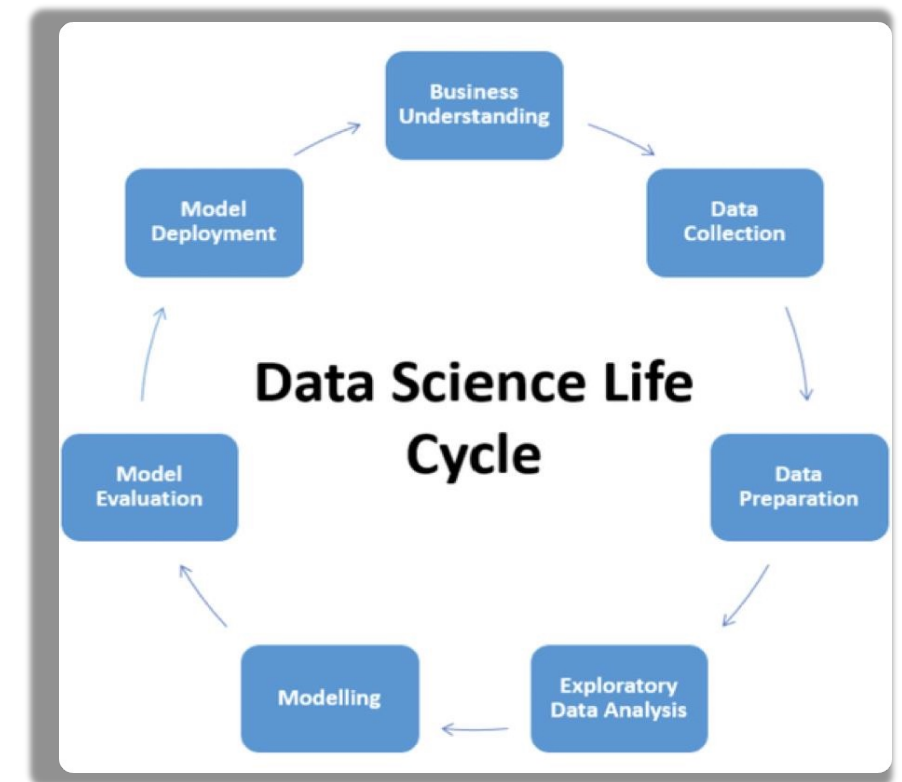 Business
Understanding
Data
Collection
Data
Preparation
Exploratory
Data Analysis
Modelling
Model
Evaluation
Model
Deployment
Data Science Life
Cycle